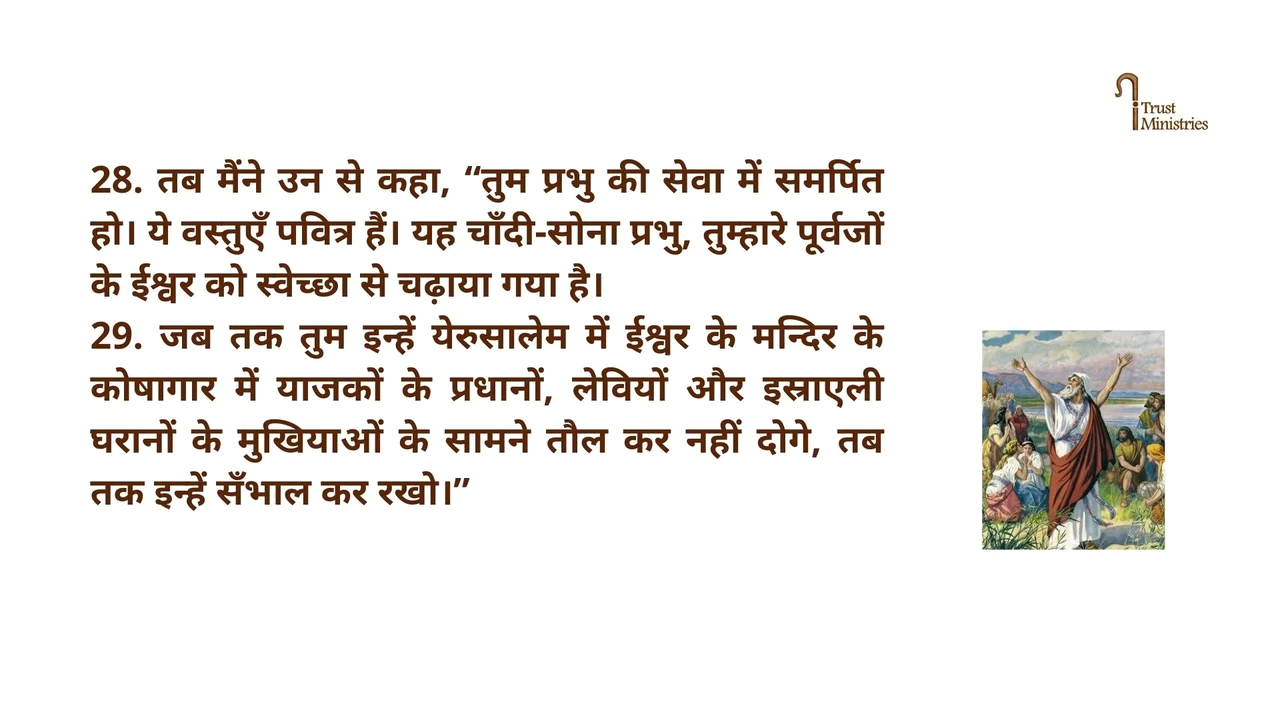 Trust
Ministries
28. तब मैंने उन से कहा, “तुम प्रभु की सेवा में समर्पित
हो। ये वस्तुएँ पवित्र हैं। यह चाँदी-सोना प्रभु, तुम्हारे पूर्वजों
के ईश्वर को स्वेच्छा से चढ़ाया गया है।
29. जब तक तुम इन्हें येरुसालेम में ईश्वर के मन्दिर के
कोषागार में याजकों के प्रधानों, लेवियों और इस्राएली
घरानों के मुखियाओं के सामने तौल कर नहीं दोगे, तब
तक इन्हें सँभाल कर रखो।”